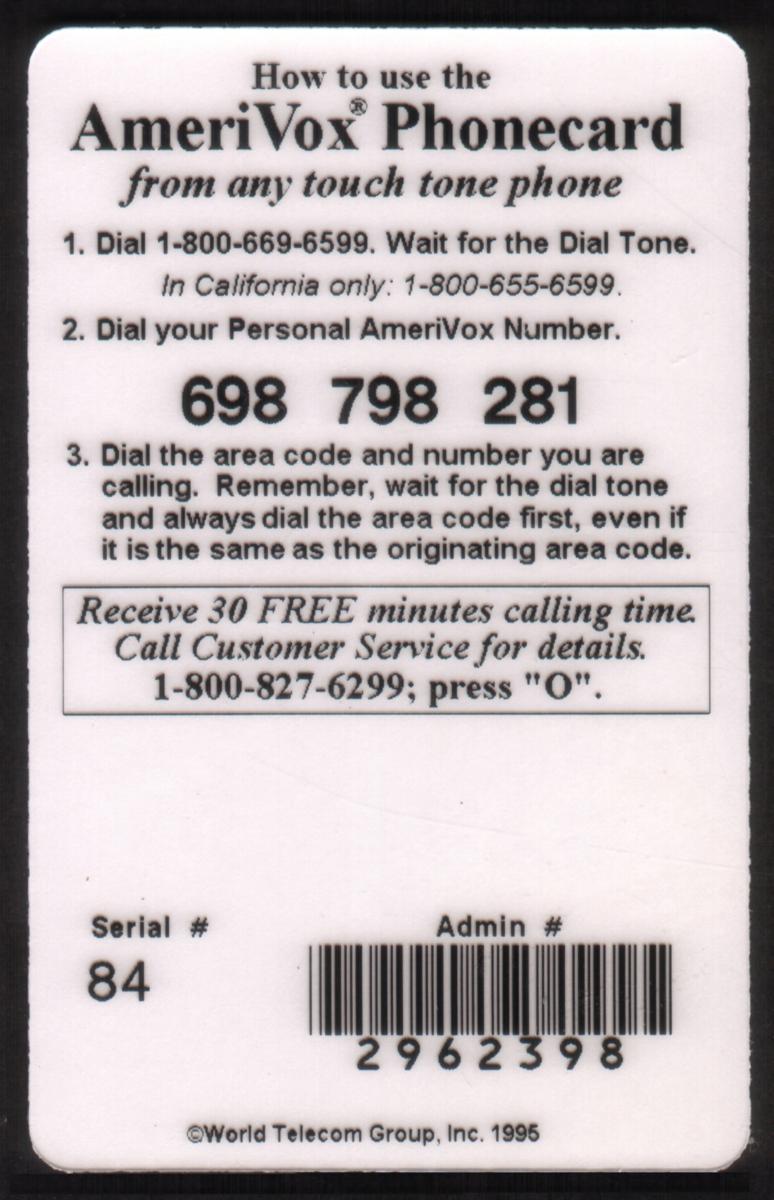 How to use the
AmeriVox® Phonecard
from any touch tone phone
1. Dial 1-800-669-6599. Wait for the Dial Tone.
In California only: 1-800-655-6599.
2. Dial your Personal AmeriVox Number.
698 798 281
3. Dial the area code and number you are
calling. Remember, wait for the dial tone
and always dial the area code first, even if
it is the same as the originating area code.
Receive 30 FREE minutes calling time.
Call Customer Service for details.
1-800-827-6299; press "O".
Serial # Admin #
84
2962398
©World Telecom Group, Inc. 1995